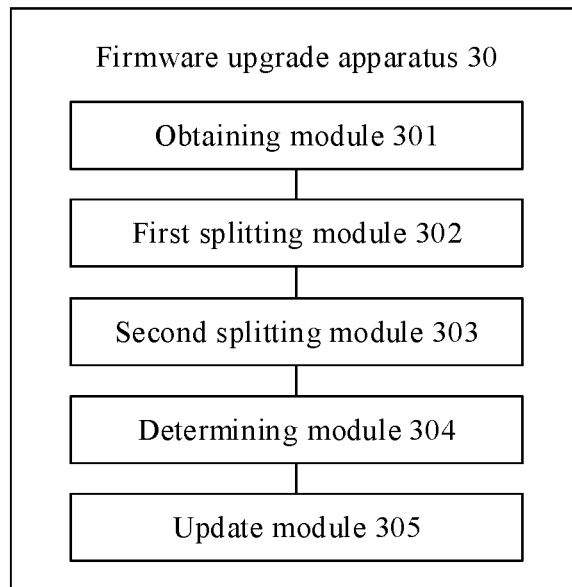 Firmware upgrade apparatus 30
Obtaining module 301
First splitting module 302
Second splitting module 303
Determining module 304
Update module 305